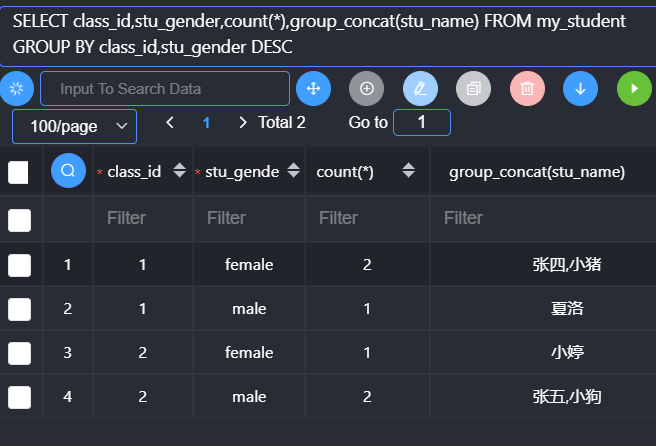 SELECT class_id,stu_gender,count(*),group_concat(stu_name) FROM my_student
GROUP BY class_id,stu_gender DESC
Input To Search Data
100/page 1 Total 2 Go to 1
* class_id * stu_gende count(*) group_concat(stu_name)
Filter Filter Filter Filter
1 1 female 2 张四,小猪
2 1 male 1 夏洛
3 2 female 1 小婷
4 2 male 2 张五,小狗